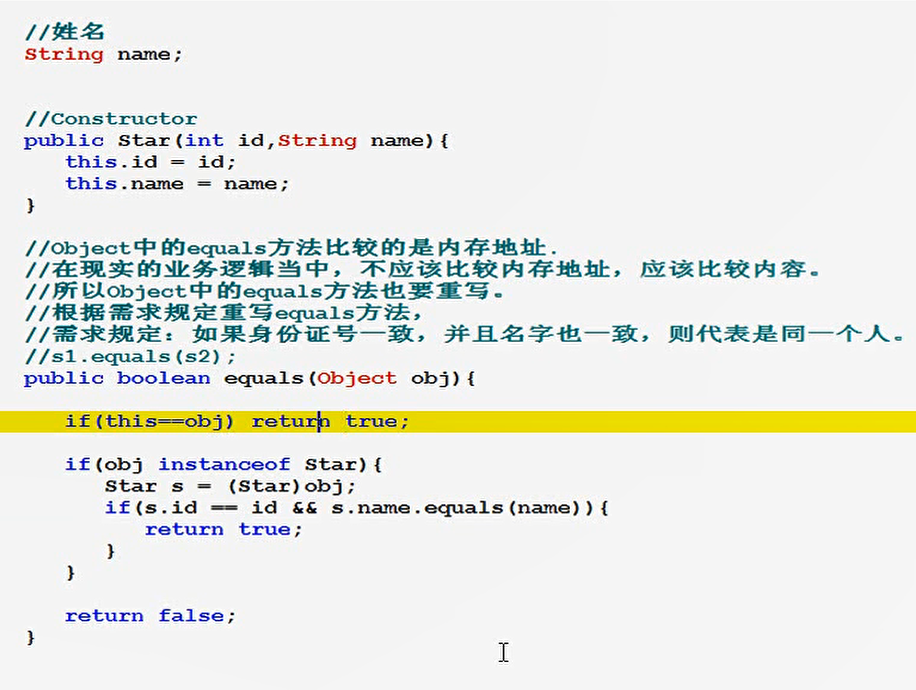 //姓名
String name;
//Constructor
public Star(int id,String name){
this.id = id;
this.name = name;
}
//Object中的equals方法比较的是内存地址.
//在现实的业务逻辑当中，不应该比较内存地址，应该比较内容。
//所以Object中的equals方法也要重写。
//根据需求规定重写equals方法，
//需求规定：如果身份证号一致，并且名字也一致，则代表是同一个人。
//s1.equals(s2);
public boolean equals(Object obj){
if(this==obj) return true;
if(obj instanceof Star){
Star s = (Star)obj;
if(s.id == id && s.name.equals(name)){
return true;
}
}
return false;
}